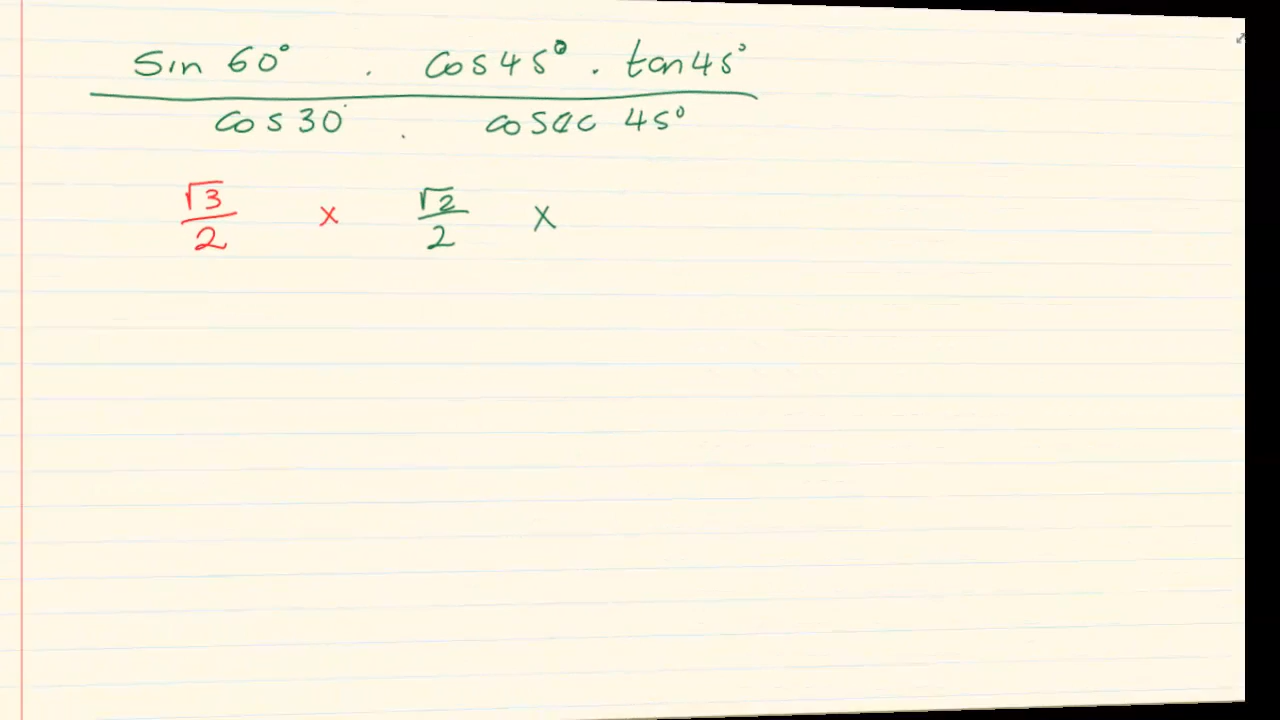 sin 60° . cos 45° . tan 45°
cos 30° . cosec 45°
√3/2 × √2/2 ×